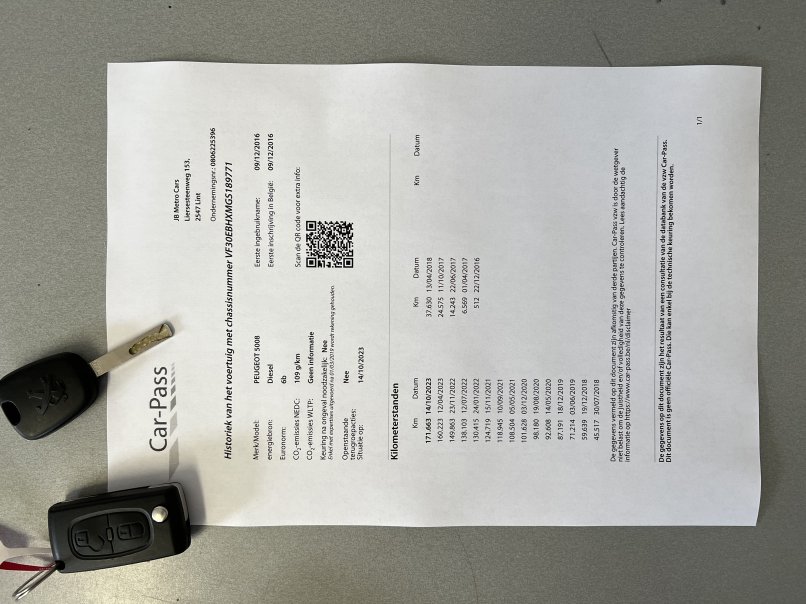 Car-Pass
JB Metro Cars
Liersesteenweg 153,
2547 Lint
Ondernemingsnr.: 0806225396
Historiek van het voertuig met chassisnummer VF30EBHXMGS189771
Merk/Model: PEUGEOT 5008
Eerste ingebruikname: 09/12/2016
energiebron: Diesel
Eerste inschrijving in België: 09/12/2016
Euronorm: 6b
CO2-emissies NEDC: 109 g/km
Scan de QR code voor extra info:
CO2-emissies WLTP: Geen informatie
Keuring na ongeval noodzakelijk: Nee
Enkel met expertises uitgevoerd na 01/03/2019 wordt rekening gehouden.
Openstaande terugroepacties: Nee
Situatie op: 14/10/2023
Kilometerstanden
Km Datum Km Datum Km Datum
171.663 14/10/2023 37.630 13/04/2018
160.223 12/04/2023 24.575 11/10/2017
149.863 23/11/2022 14.243 22/06/2017
138.103 12/07/2022 6.569 01/04/2017
130.415 24/01/2022 512 22/12/2016
124.719 15/11/2021
118.945 10/09/2021
108.504 05/05/2021
101.628 03/12/2020
98.180 19/08/2020
92.608 14/05/2020
87.191 18/12/2019
71.214 03/06/2019
59.639 19/12/2018
45.517 30/07/2018
De gegevens vermeld op dit document zijn afkomstig van derde partijen. Car-Pass vzw is door de wetgever
niet belast om de juistheid en/of volledigheid van deze gegevens te controleren. Lees aandachtig de
informatie op https://www.car-pass.be/nl/disclaimer
De gegevens op dit document zijn het resultaat van een consultatie van de databank van de vzw Car-Pass.
Dit document is geen officiële Car-Pass. Die kan enkel bij de technische keuring bekomen worden.
1/1